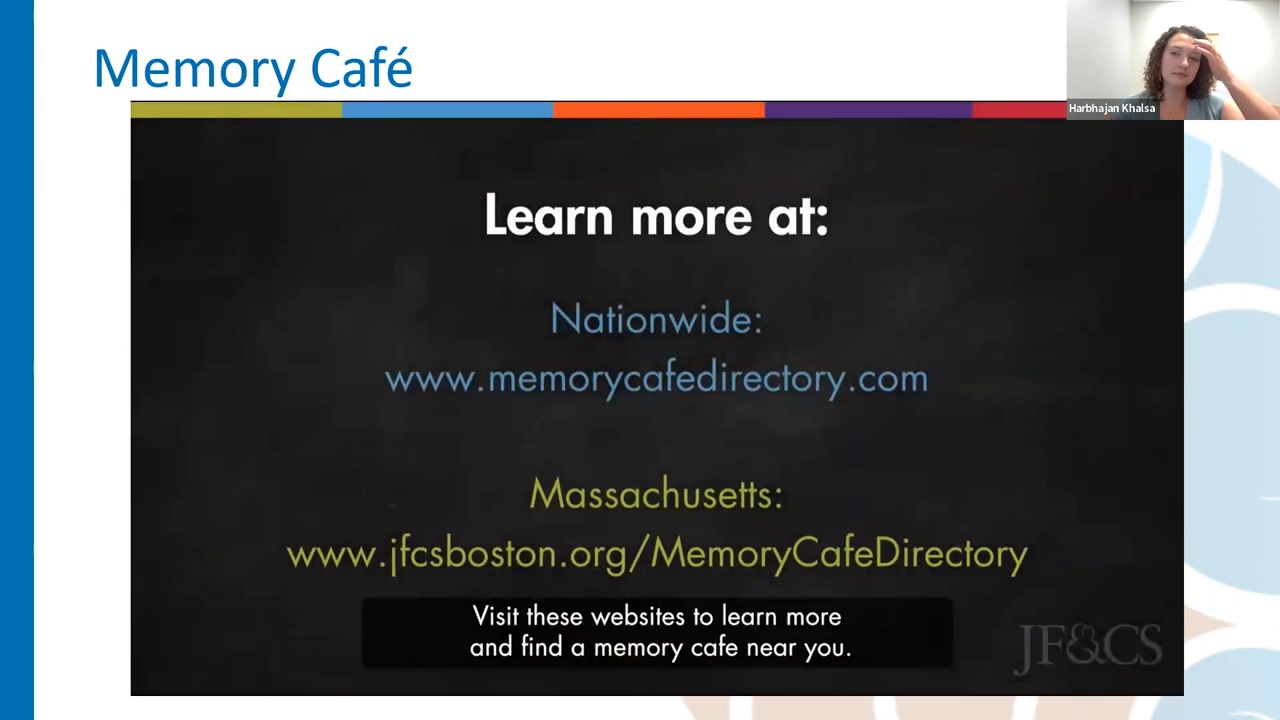 Memory Café
Harbhajan Khalsa
Learn more at:
Nationwide:
www.memorycafedirectory.com
Massachusetts:
www.jfcsboston.org/MemoryCafeDirectory
Visit these websites to learn more
and find a memory cafe near you.
JF&CS